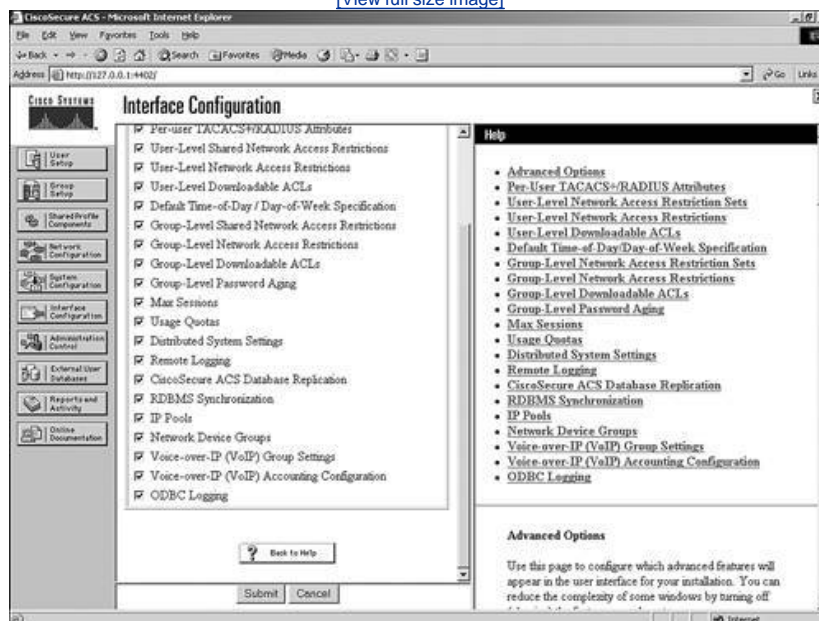 [View full size image]
CiscoSecure ACS - Microsoft Internet Explorer
File Edit View Favorites Tools Help
Back Search Favorites Media
Address http://127.0.0.1:4402/ Go Links
Cisco Systems
Interface Configuration
User Setup
Group Setup
Shared Profile Components
Network Configuration
System Configuration
Interface Configuration
Administration Control
External User Databases
Reports and Activity
Online Documentation
Per-user TACACS+/RADIUS Attributes
User-Level Shared Network Access Restrictions
User-Level Network Access Restrictions
User-Level Downloadable ACLs
Default Time-of-Day / Day-of-Week Specification
Group-Level Shared Network Access Restrictions
Group-Level Network Access Restrictions
Group-Level Downloadable ACLs
Group-Level Password Aging
Max Sessions
Usage Quotas
Distributed System Settings
Remote Logging
CiscoSecure ACS Database Replication
RDBMS Synchronization
IP Pools
Network Device Groups
Voice-over-IP (VoIP) Group Settings
Voice-over-IP (VoIP) Accounting Configuration
ODBC Logging
? Back to Help
Submit Cancel
Help
Advanced Options
Per-User TACACS+/RADIUS Attributes
User-Level Network Access Restriction Sets
User-Level Network Access Restrictions
User-Level Downloadable ACLs
Default Time-of-Day/Day-of-Week Specification
Group-Level Network Access Restriction Sets
Group-Level Network Access Restrictions
Group-Level Downloadable ACLs
Group-Level Password Aging
Max Sessions
Usage Quotas
Distributed System Settings
Remote Logging
CiscoSecure ACS Database Replication
RDBMS Synchronization
IP Pools
Network Device Groups
Voice-over-IP (VoIP) Group Settings
Voice-over-IP (VoIP) Accounting Configuration
ODBC Logging
Advanced Options
Use this page to configure which advanced features will
appear in the user interface for your installation. You can
reduce the complexity of some windows by turning off
Internet